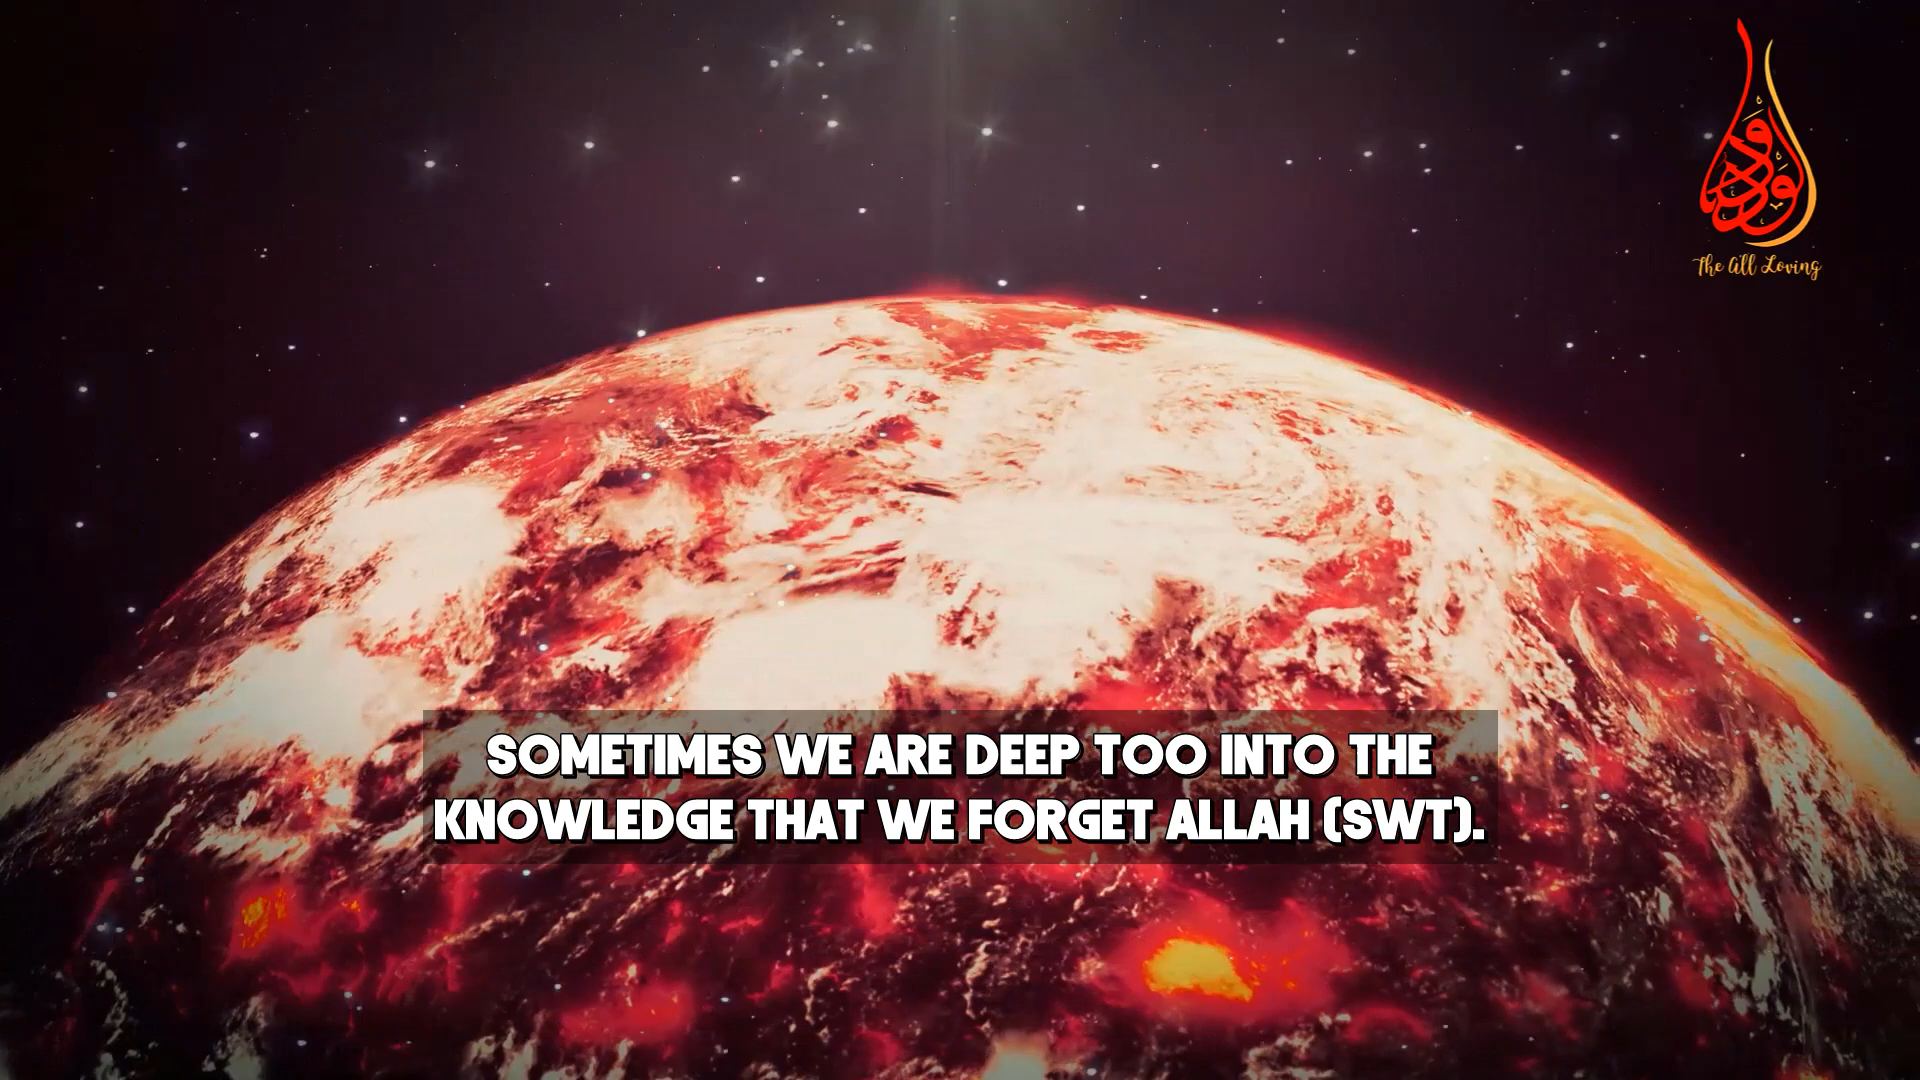 The All Loving
SOMETIMES WE ARE DEEP TOO INTO THE
KNOWLEDGE THAT WE FORGET ALLAH (SWT).